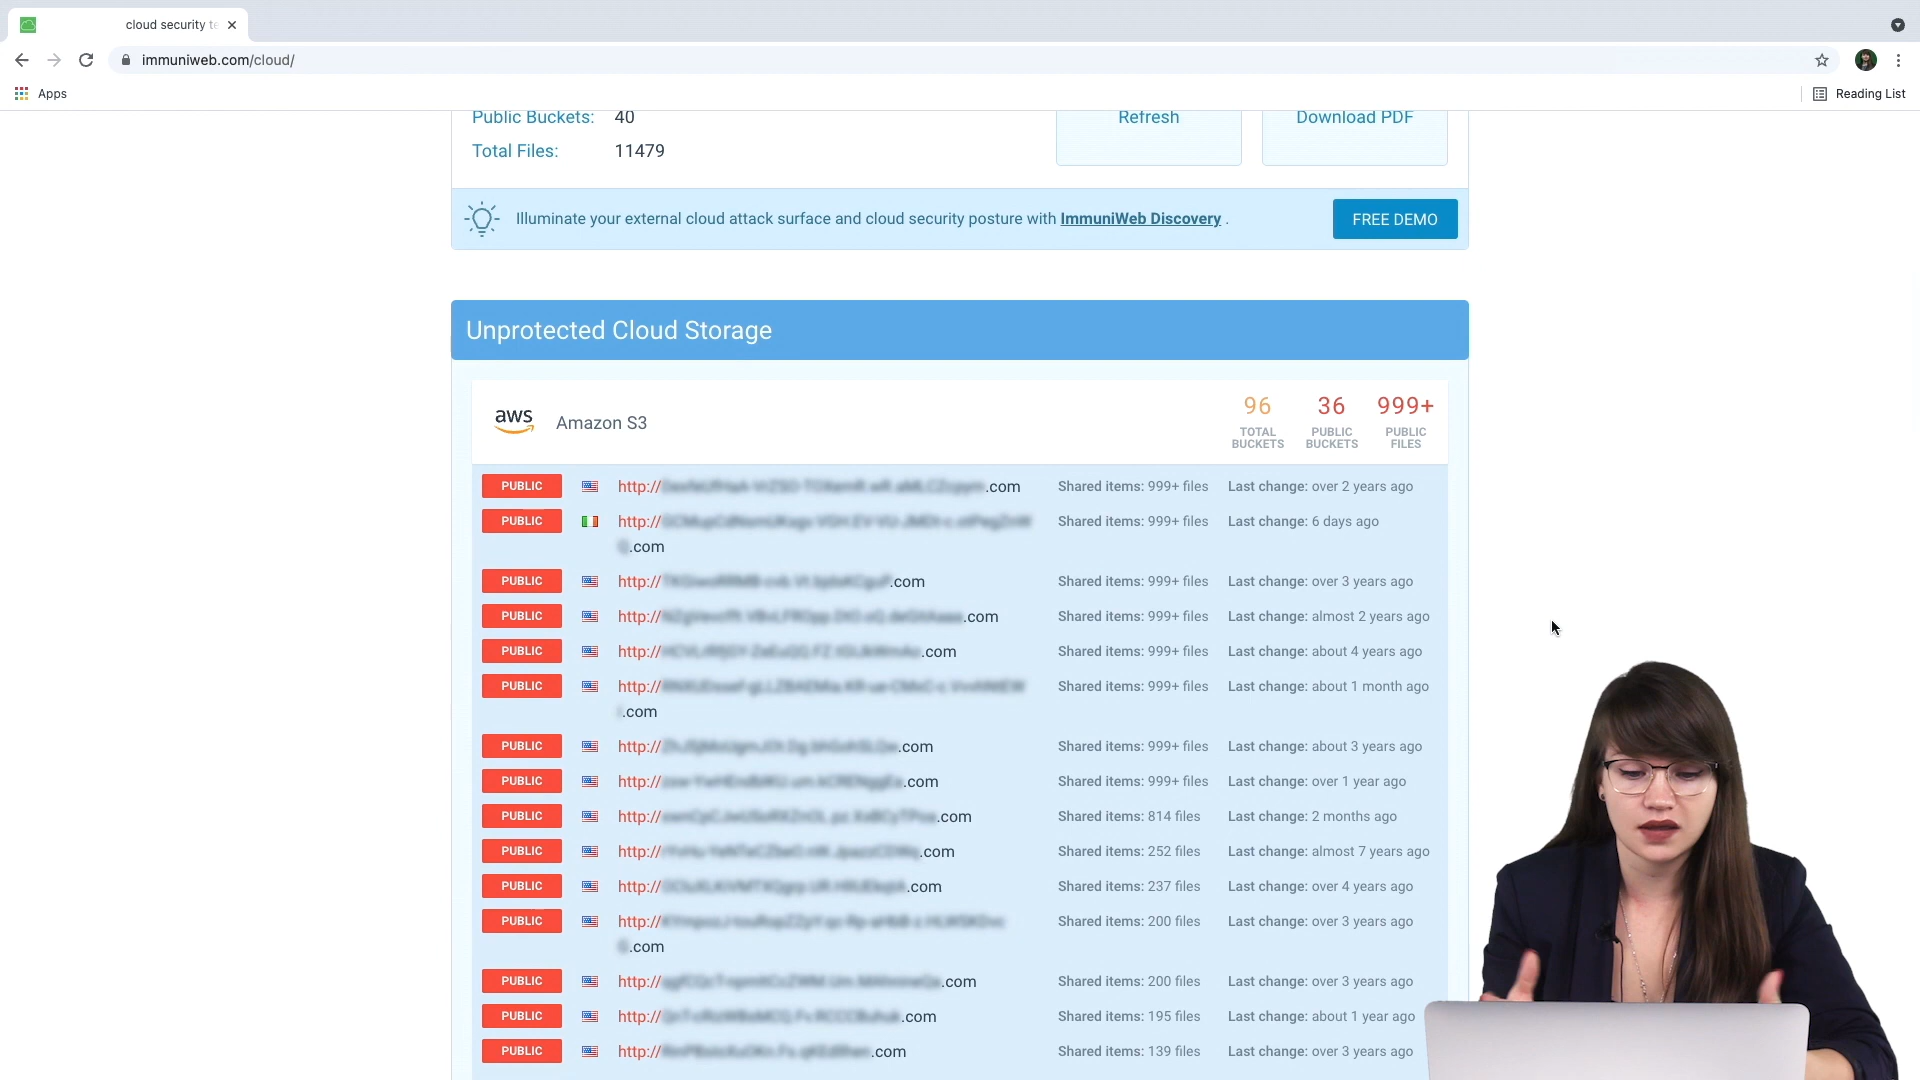 cloud security te
immuniweb.com/cloud/
Apps
Reading List
Public Buckets: 40
Refresh
Download PDF
Total Files: 11479
Illuminate your external cloud attack surface and cloud security posture with ImmuniWeb Discovery .
FREE DEMO
Unprotected Cloud Storage
aws Amazon S3
96 TOTAL BUCKETS
36 PUBLIC BUCKETS
999+ PUBLIC FILES
PUBLIC http:// .com Shared items: 999+ files Last change: over 2 years ago
PUBLIC http:// Shared items: 999+ files Last change: 6 days ago
.com
PUBLIC http:// .com Shared items: 999+ files Last change: over 3 years ago
PUBLIC http:// .com Shared items: 999+ files Last change: almost 2 years ago
PUBLIC http:// .com Shared items: 999+ files Last change: about 4 years ago
PUBLIC http:// Shared items: 999+ files Last change: about 1 month ago
.com
PUBLIC http:// .com Shared items: 999+ files Last change: about 3 years ago
PUBLIC http:// .com Shared items: 999+ files Last change: over 1 year ago
PUBLIC http:// .com Shared items: 814 files Last change: 2 months ago
PUBLIC http:// .com Shared items: 252 files Last change: almost 7 years ago
PUBLIC http:// .com Shared items: 237 files Last change: over 4 years ago
PUBLIC http:// Shared items: 200 files Last change: over 3 years ago
.com
PUBLIC http:// .com Shared items: 200 files Last change: over 3 years ago
PUBLIC http:// .com Shared items: 195 files Last change: about 1 year ago
PUBLIC http:// .com Shared items: 139 files Last change: over 3 years ago